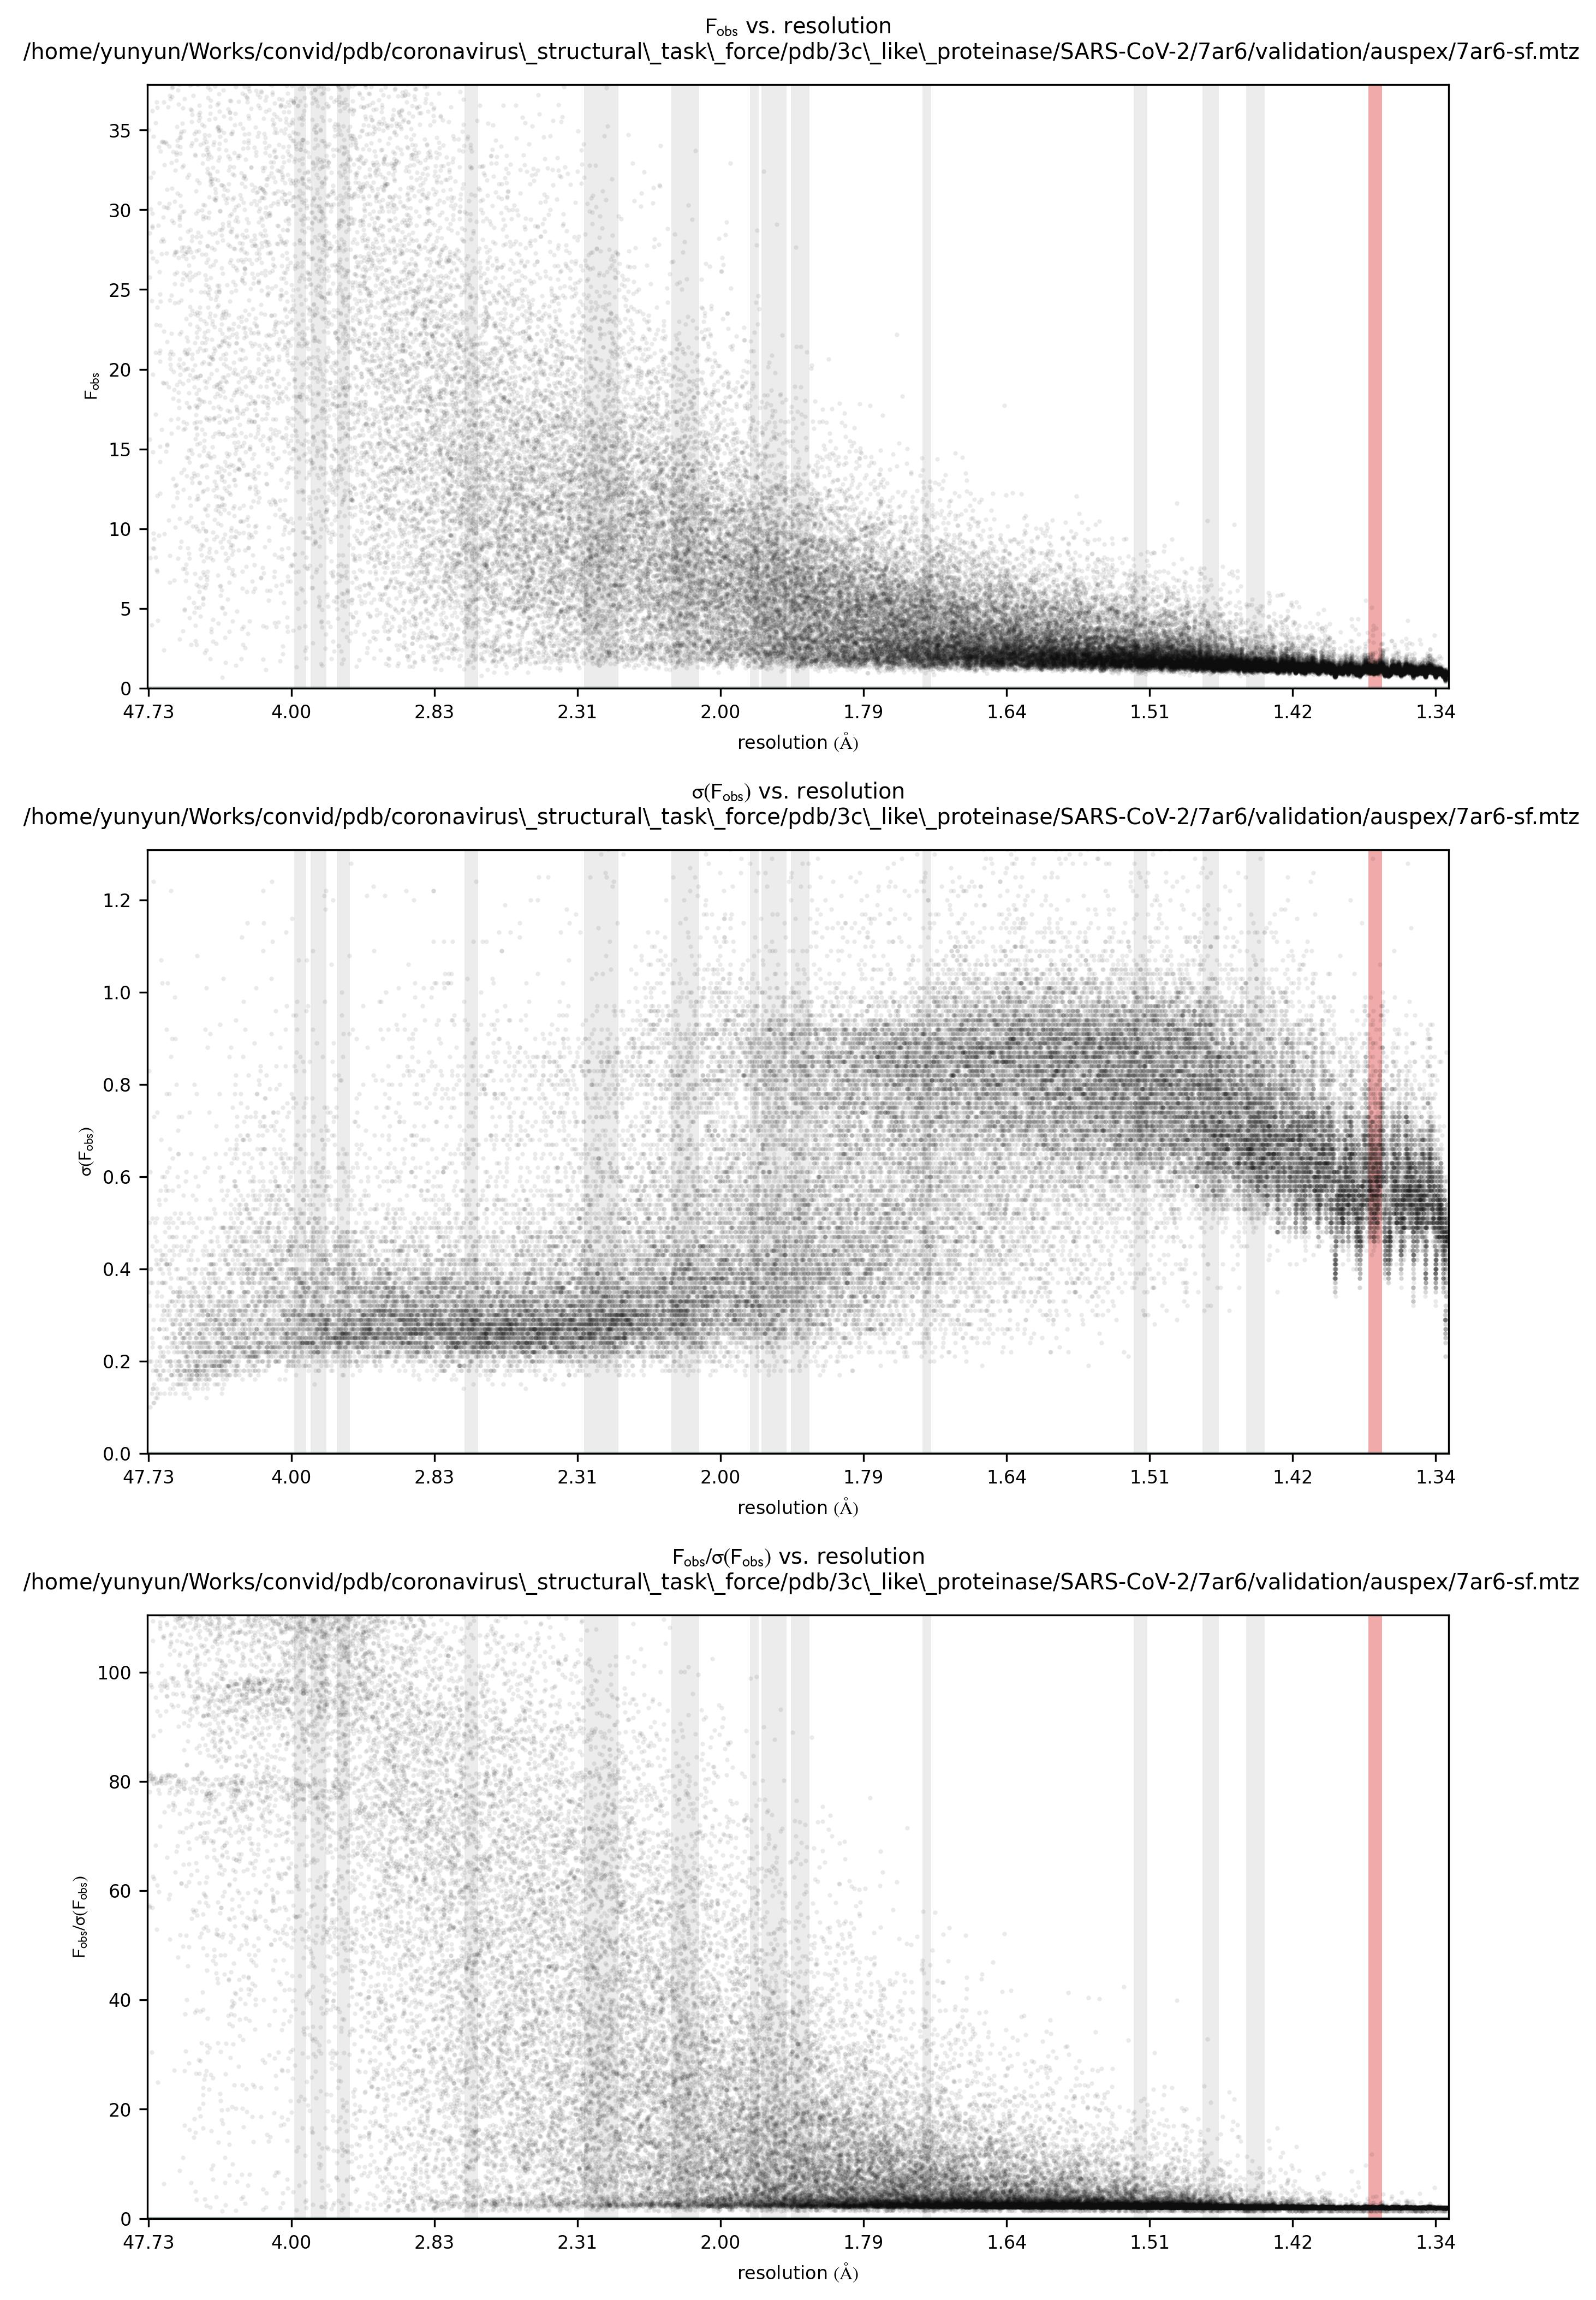 Fobs vs. resolution
/home/yunyun/Works/convid/pdb/coronavirus\_structural\_task\_force/pdb/3c\_like\_proteinase/SARS-CoV-2/7ar6/validation/auspex/7ar6-sf.mtz
35
30
25
20
15
10
5
0
Fobs
47.73 4.00 2.83 2.31 2.00 1.79 1.64 1.51 1.42 1.34
resolution (Å)
σ(Fobs) vs. resolution
/home/yunyun/Works/convid/pdb/coronavirus\_structural\_task\_force/pdb/3c\_like\_proteinase/SARS-CoV-2/7ar6/validation/auspex/7ar6-sf.mtz
1.2
1.0
0.8
0.6
0.4
0.2
0.0
σ(Fobs)
47.73 4.00 2.83 2.31 2.00 1.79 1.64 1.51 1.42 1.34
resolution (Å)
Fobs/σ(Fobs) vs. resolution
/home/yunyun/Works/convid/pdb/coronavirus\_structural\_task\_force/pdb/3c\_like\_proteinase/SARS-CoV-2/7ar6/validation/auspex/7ar6-sf.mtz
100
80
60
40
20
0
Fobs/σ(Fobs)
47.73 4.00 2.83 2.31 2.00 1.79 1.64 1.51 1.42 1.34
resolution (Å)